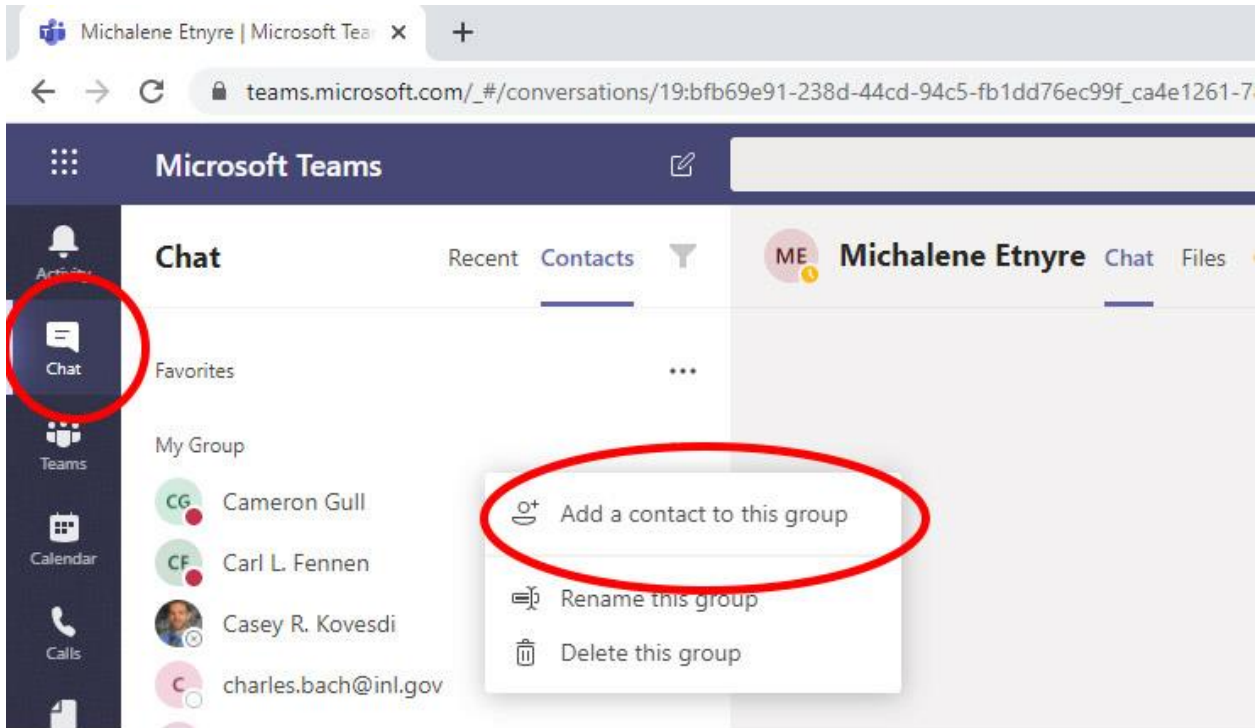 Michalene Etnyre | Microsoft Tea
teams.microsoft.com/_#/conversations/19:bfb69e91-238d-44cd-94c5-fb1dd76ec99f_ca4e1261-7
Microsoft Teams
Activity
Chat
Teams
Calendar
Calls
Chat Recent Contacts
Favorites
My Group
CG Cameron Gull
CF Carl L. Fennen
Casey R. Kovesdi
C charles.bach@inl.gov
Add a contact to this group
Rename this group
Delete this group
ME Michalene Etnyre Chat Files